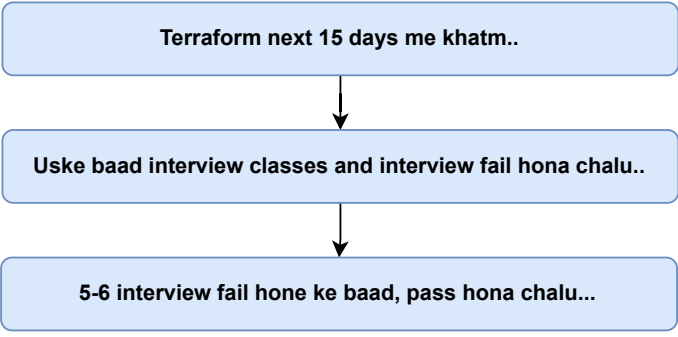 Terraform next 15 days me khatm..
Uske baad interview classes and interview fail hona chalu..
5-6 interview fail hone ke baad, pass hona chalu...